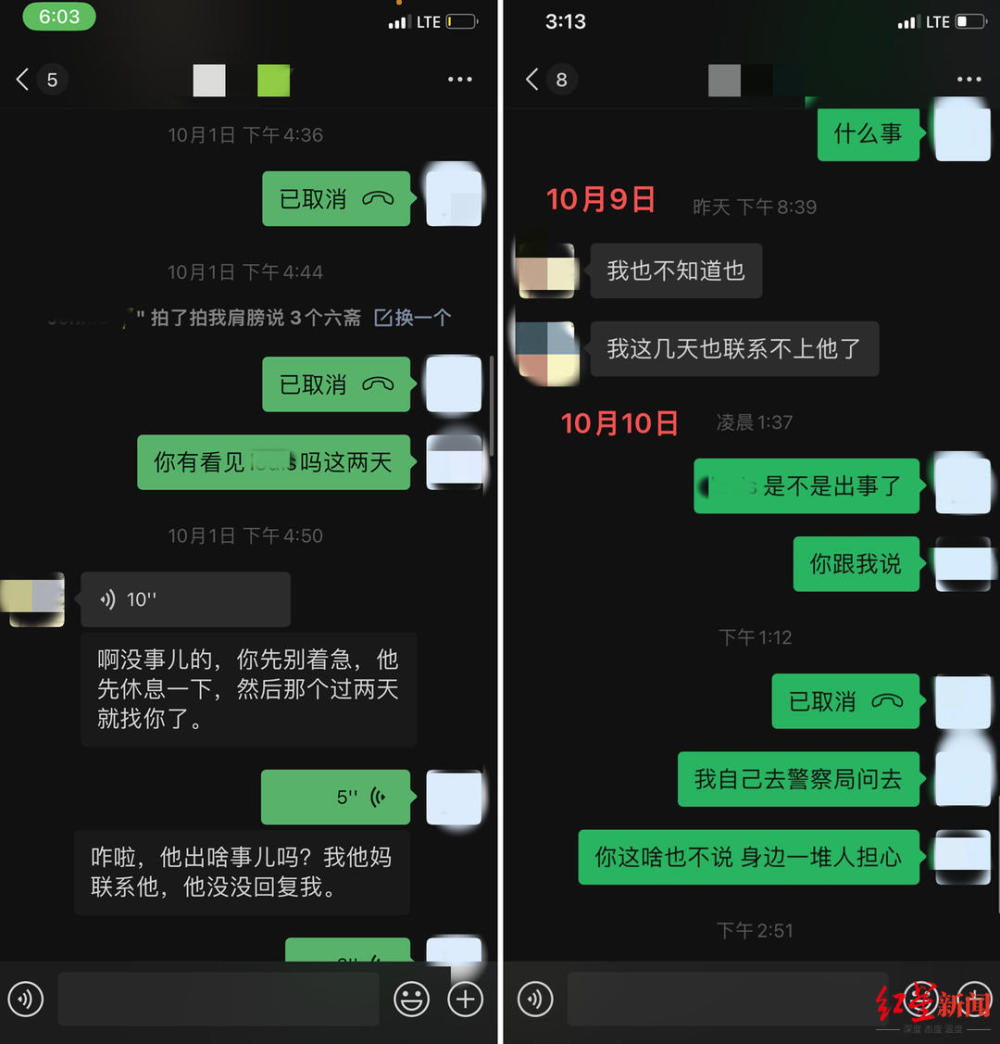 6:03
LTE
5
10月1日 下午4:36
已取消
10月1日 下午4:44
" 拍了拍我肩膀说 3个六斋 换一个
已取消
你有看见
吗这两天
10月1日 下午4:50
10''
啊没事儿的，你先别着急，他
先休息一下，然后那个过两天
就找你了。
5''
咋啦，他出啥事儿吗？我他妈
联系他，他没没回复我。
3:13
LTE
8
什么事
10月9日
昨天 下午8:39
我也不知道也
我这几天也联系不上他了
10月10日
凌晨1:37
是不是出事了
你跟我说
下午1:12
已取消
我自己去警察局问去
你这啥也不说 身边一堆人担心
下午2:51
红星新闻
深度 态度 温度